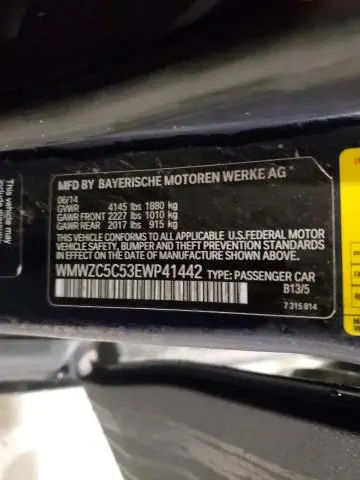 MFD BY BAYERISCHE MOTOREN WERKE AG
06/14
GVWR 4145 lbs 1880 kg
GAWR FRONT 2227 lbs 1010 kg
GAWR REAR 2017 lbs 915 kg
THIS VEHICLE CONFORMS TO ALL APPLICABLE U.S.FEDERAL MOTOR
VEHICLE SAFETY, BUMPER AND THEFT PREVENTION STANDARDS
IN EFFECT ON THE DATE OF MANUFACTURE SHOWN ABOVE.
WMWZC5C53EWP41442 TYPE: PASSENGER CAR
B13/5
7 315 814
This vehicle may